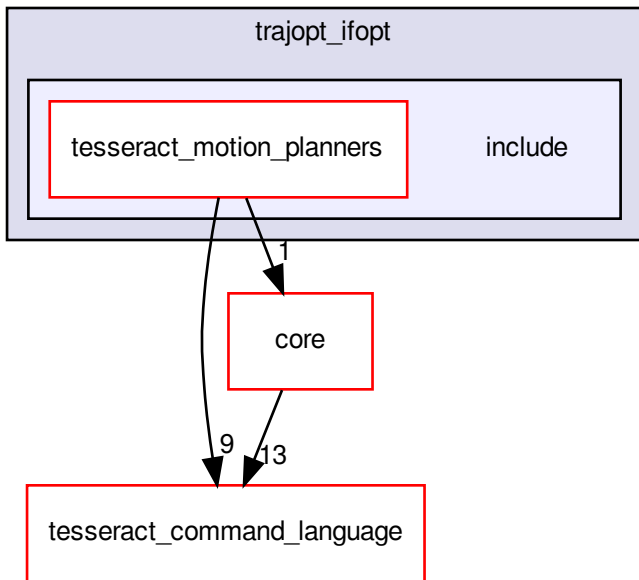 trajopt_ifopt
tesseract_motion_planners
include
1
core
9
13
tesseract_command_language